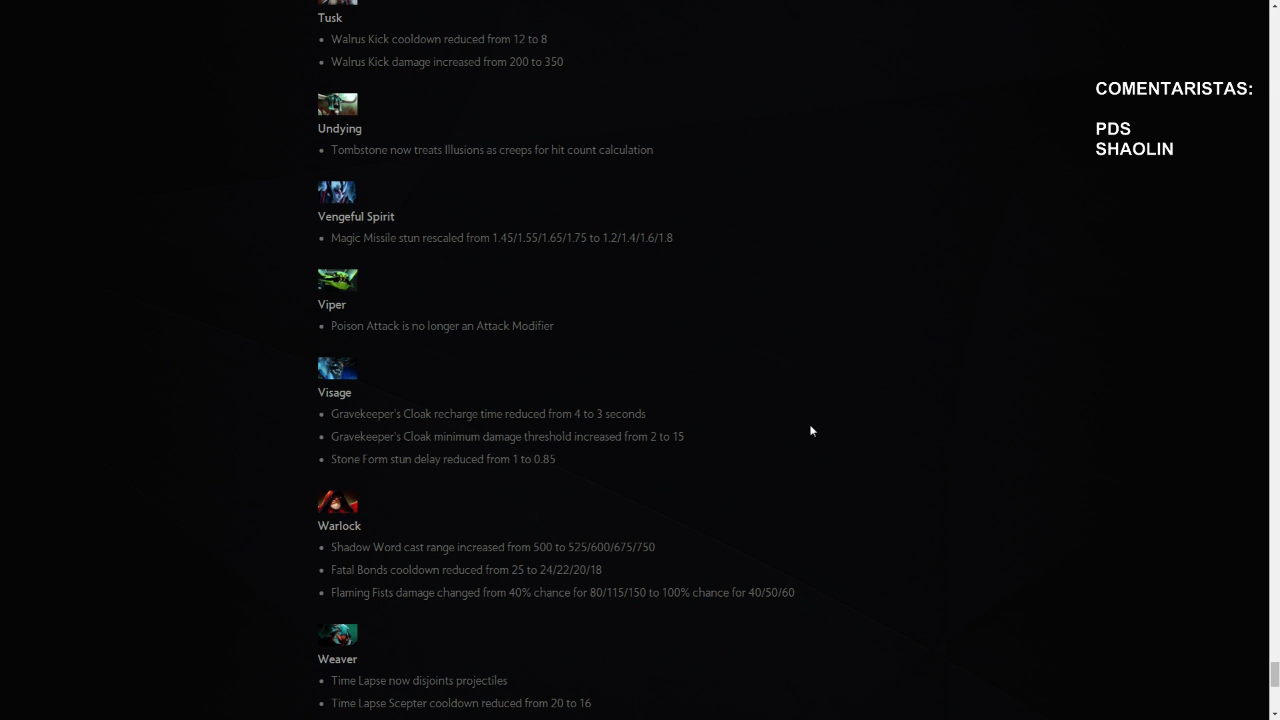 Tusk
Walrus Kick cooldown reduced from 12 to 8
Walrus Kick damage increased from 200 to 350
COMENTARISTAS:
PDS
SHAOLIN
Undying
Tombstone now treats Illusions as creeps for hit count calculation
Vengeful Spirit
Magic Missile stun rescaled from 1.45/1.55/1.65/1.75 to 1.2/1.4/1.6/1.8
Viper
Poison Attack is no longer an Attack Modifier
Visage
Gravekeeper's Cloak recharge time reduced from 4 to 3 seconds
Gravekeeper's Cloak minimum damage threshold increased from 2 to 15
Stone Form stun delay reduced from 1 to 0.85
Warlock
Shadow Word cast range increased from 500 to 525/600/675/750
Fatal Bonds cooldown reduced from 25 to 24/22/20/18
Flaming Fists damage changed from 40% chance for 80/115/150 to 100% chance for 40/50/60
Weaver
Time Lapse now disjoints projectiles
Time Lapse Scepter cooldown reduced from 20 to 16